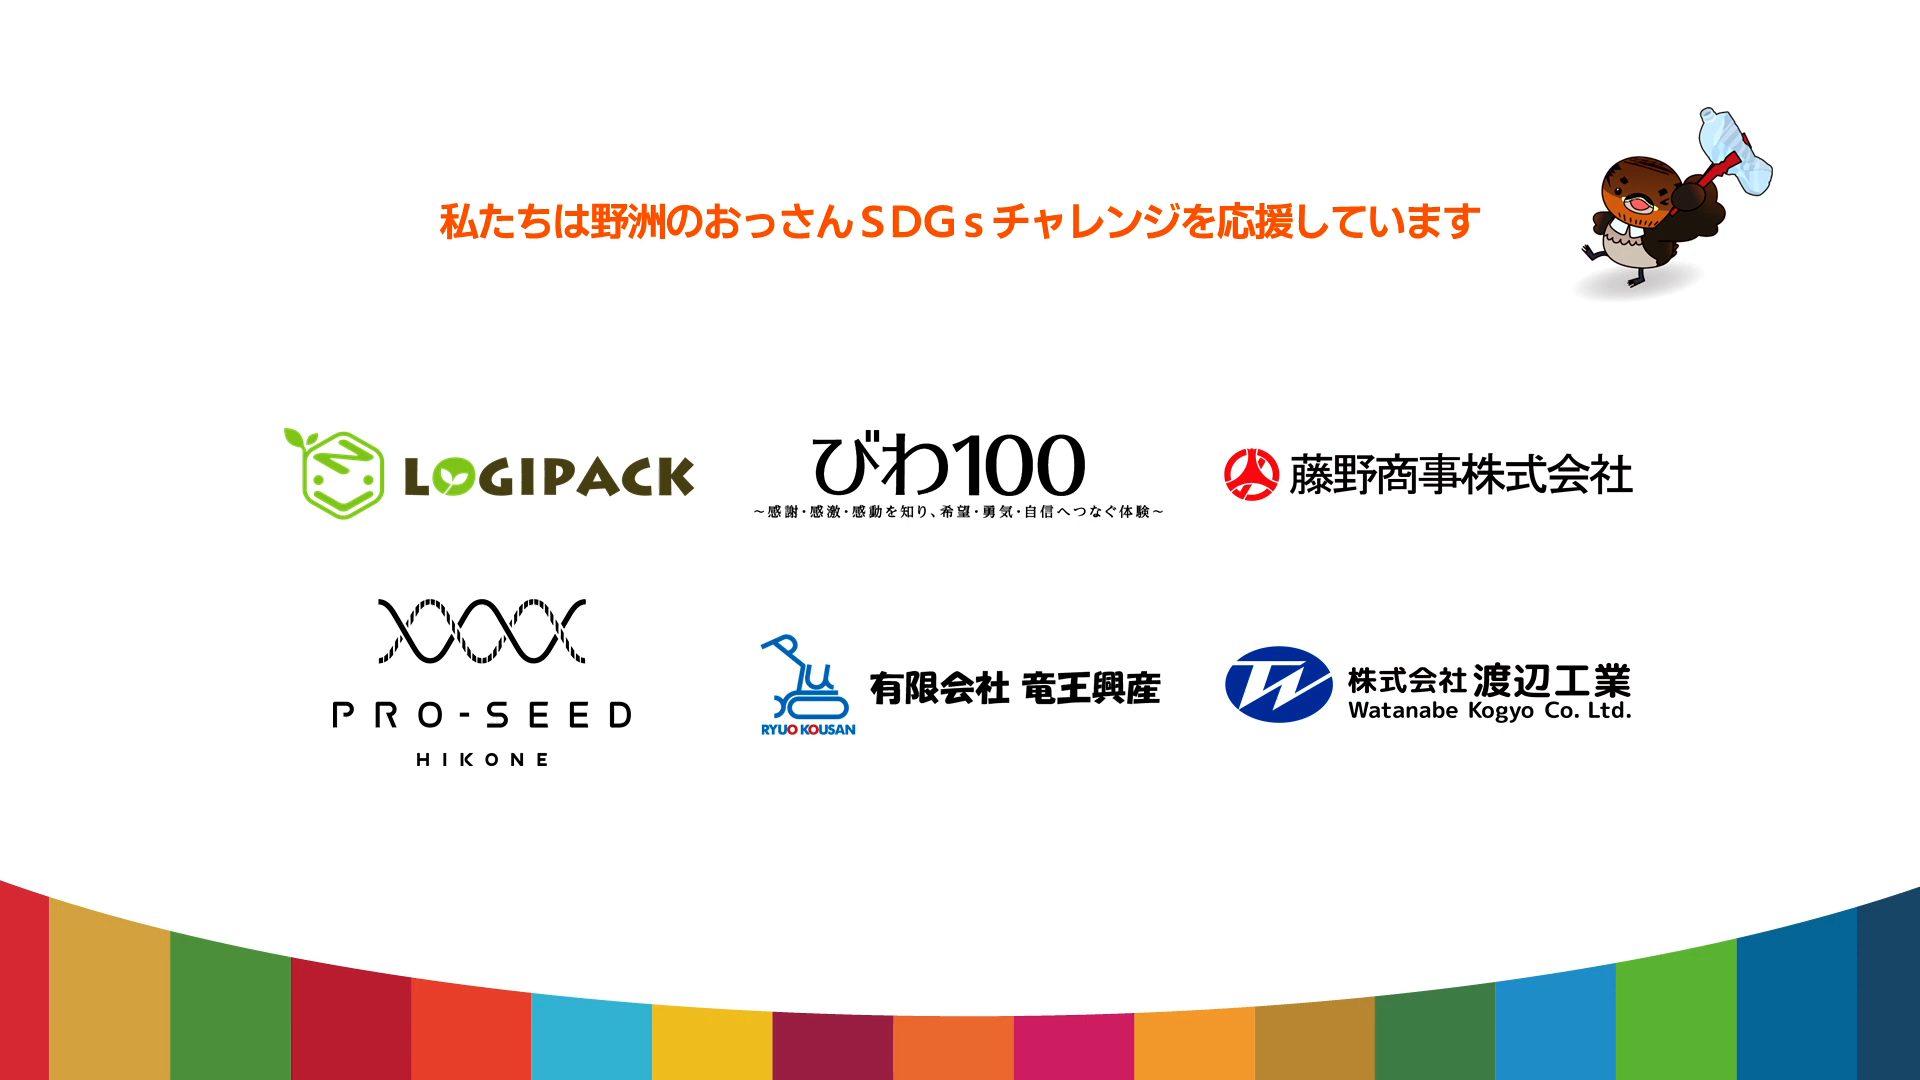 私たちは野洲のおっさんＳＤＧｓチャレンジを応援しています
LOGIPACK
びわ100
～感謝・感激・感動を知り、希望・勇気・自信へつなぐ体験～
藤野商事株式会社
PRO-SEED
HIKONE
RYUO KOUSAN
有限会社 竜王興産
TW
株式会社 渡辺工業
Watanabe Kogyo Co. Ltd.